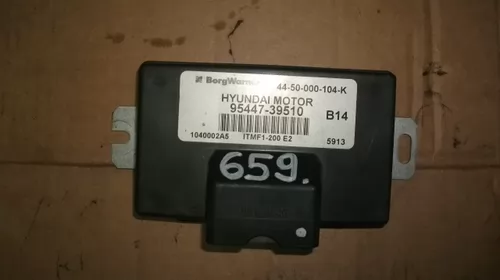 BorgWarner 44-50-000-104-K
HYUNDAI MOTOR
95447-39510
B14
1040002A5 ITMF1-200 E2 5913
659.